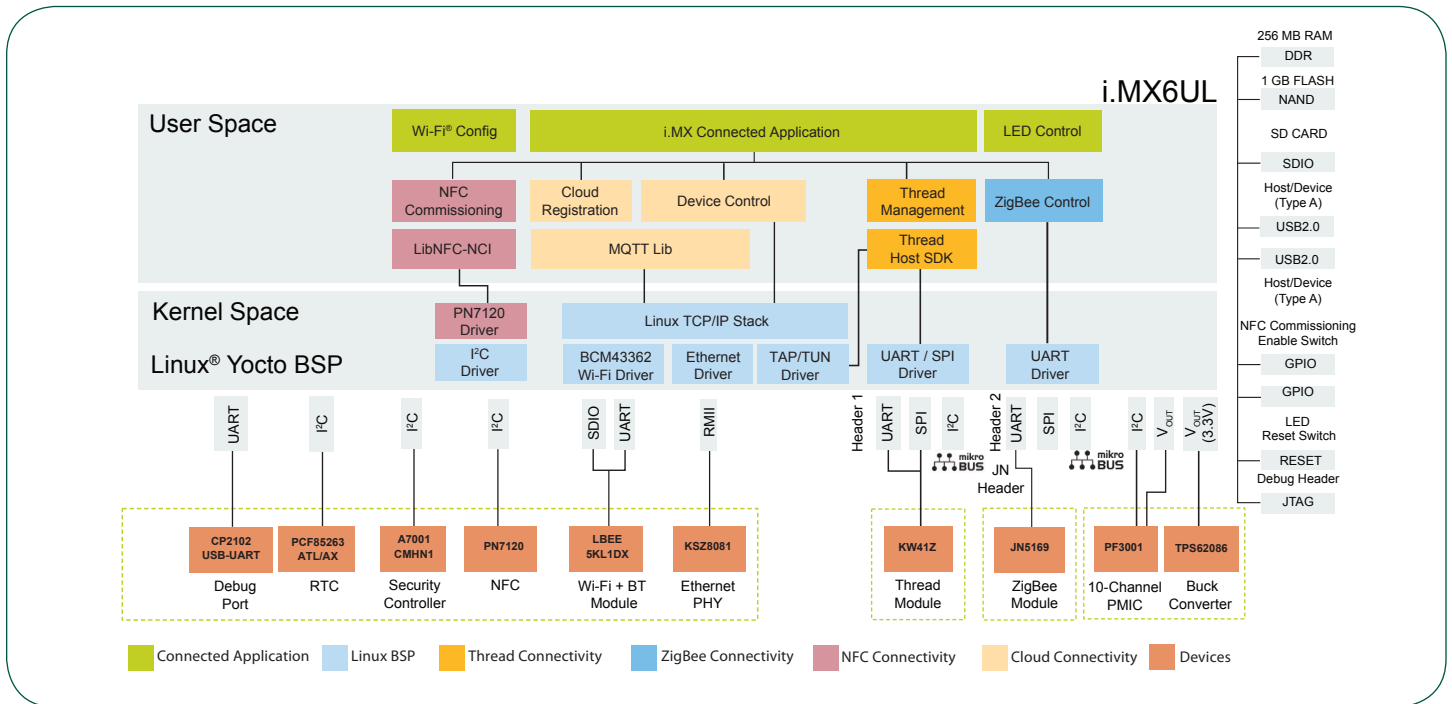 256 MB RAM
DDR
1 GB FLASH
NAND
SD CARD
SDIO
Host/Device
(Type A)
USB2.0
USB2.0
Host/Device
(Type A)
NFC Commissioning
Enable Switch
GPIO
GPIO
LED
Reset Switch
RESET
Debug Header
JTAG
i.MX6UL
User Space
Wi-Fi® Config
i.MX Connected Application
LED Control
NFC
Commissioning
Cloud
Registration
Device Control
Thread
Management
ZigBee Control
LibNFC-NCI
MQTT Lib
Thread
Host SDK
Kernel Space
PN7120
Driver
Linux TCP/IP Stack
Linux® Yocto BSP
I²C
Driver
BCM43362
Wi-Fi Driver
Ethernet
Driver
TAP/TUN
Driver
UART / SPI
Driver
UART
Driver
UART
I²C
I²C
I²C
SDIO
UART
RMII
Header 1
UART
SPI
I²C
mikro
BUS
Header 2
UART
SPI
I²C
mikro
BUS
JN
Header
I²C
VOUT
VOUT
(3.3V)
CP2102
USB-UART
Debug
Port
PCF85263
ATL/AX
RTC
A7001
CMHN1
Security
Controller
PN7120
NFC
LBEE
5KL1DX
Wi-Fi + BT
Module
KSZ8081
Ethernet
PHY
KW41Z
Thread
Module
JN5169
ZigBee
Module
PF3001
10-Channel
PMIC
TPS62086
Buck
Converter
Connected Application
Linux BSP
Thread Connectivity
ZigBee Connectivity
NFC Connectivity
Cloud Connectivity
Devices